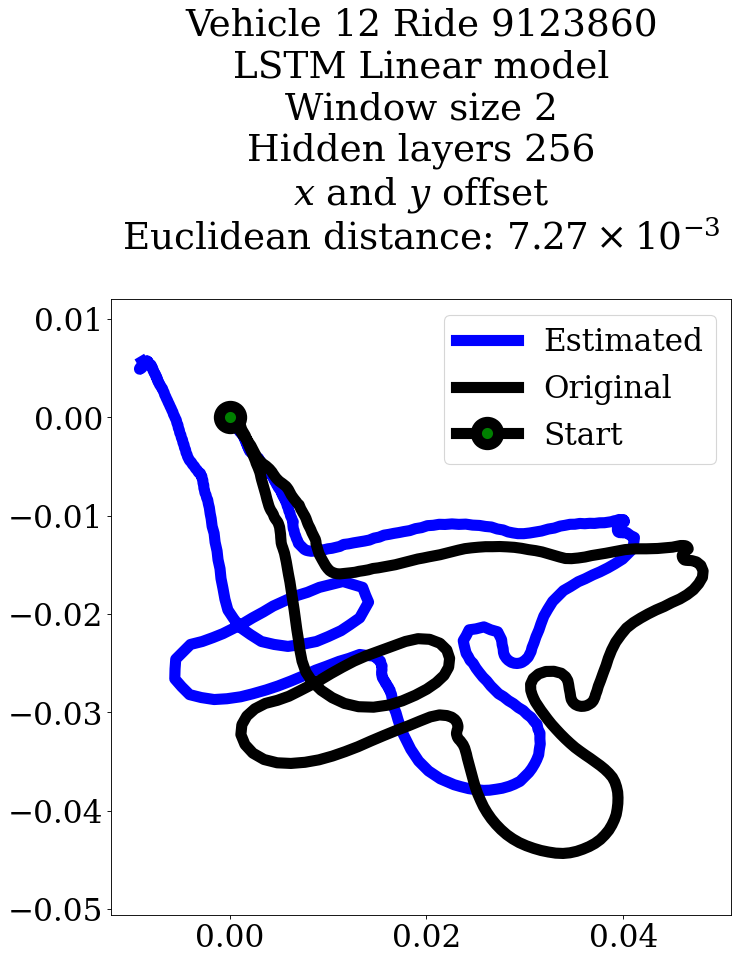 Vehicle 12 Ride 9123860
LSTM Linear model
Window size 2
Hidden layers 256
x and y offset
Euclidean distance: 7.27 × 10⁻³
Estimated
Original
Start
0.01
0.00
−0.01
−0.02
−0.03
−0.04
−0.05
0.00 0.02 0.04